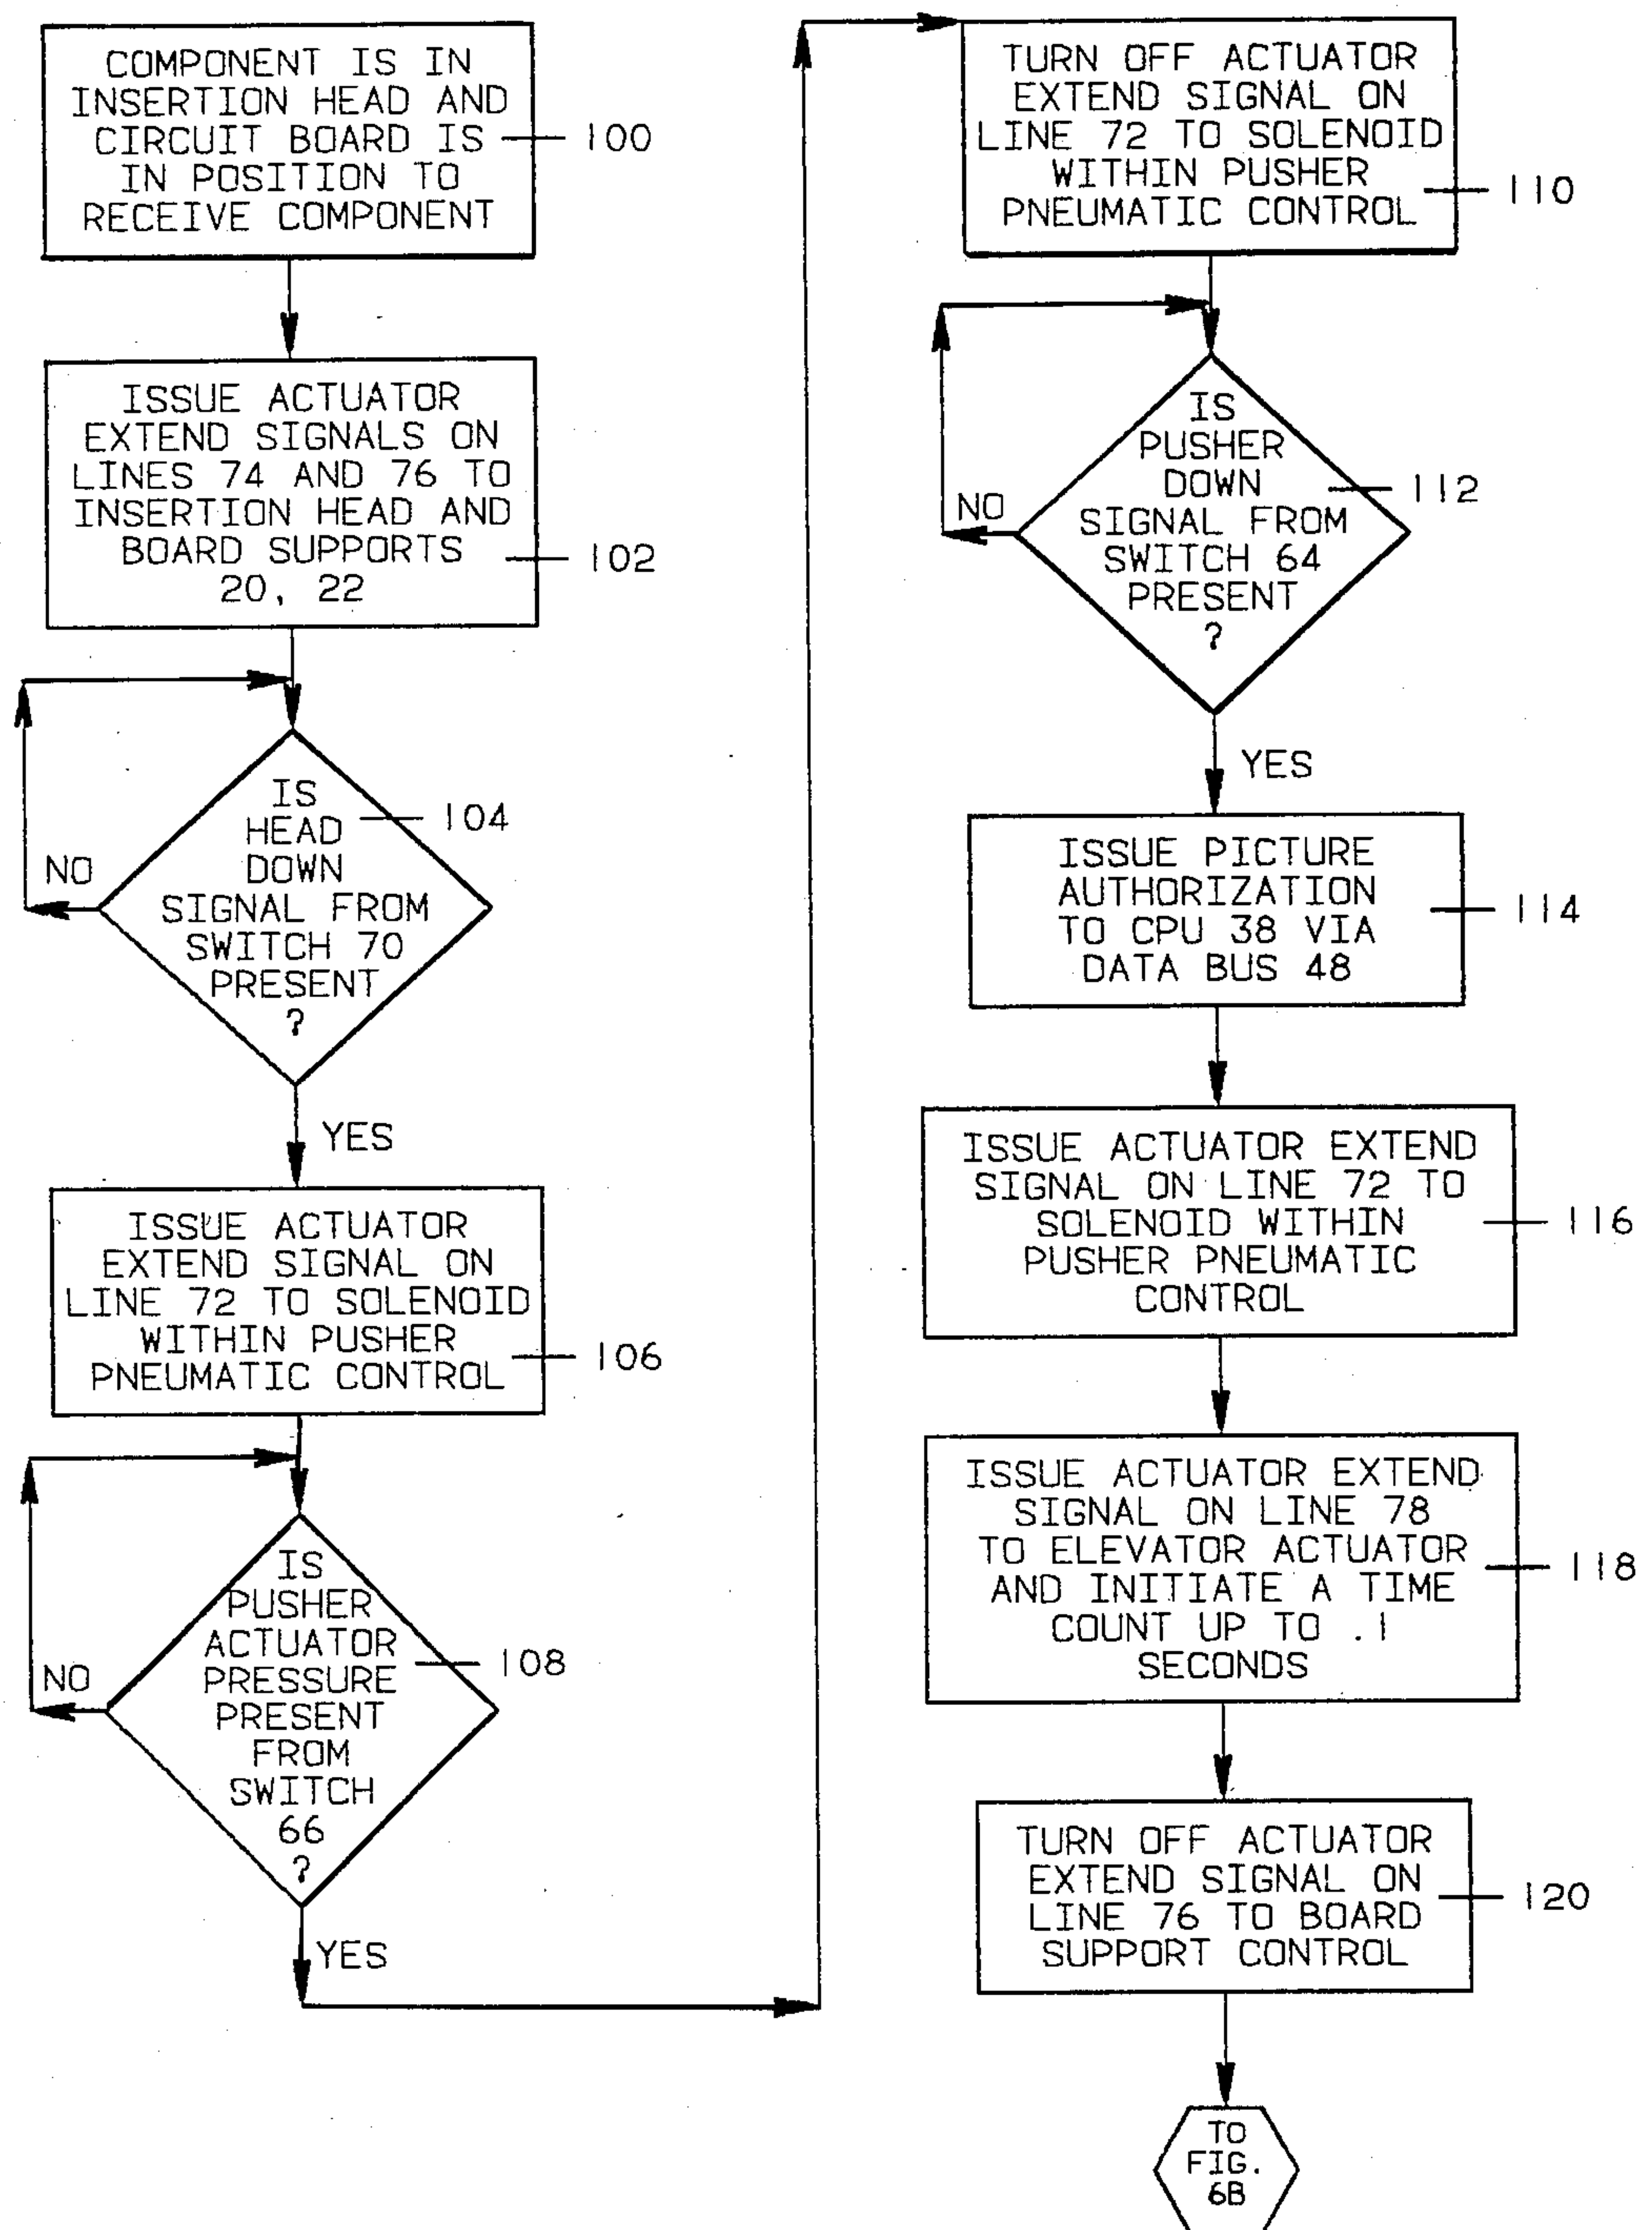 COMPONENT IS IN
INSERTION HEAD AND
CIRCUIT BOARD IS
IN POSITION TO
RECEIVE COMPONENT
100
ISSUE ACTUATOR
EXTEND SIGNALS ON
LINES 74 AND 76 TO
INSERTION HEAD AND
BOARD SUPPORTS
20, 22
102
IS
HEAD
DOWN
SIGNAL FROM
SWITCH 70
PRESENT
?
104
NO
YES
ISSUE ACTUATOR
EXTEND SIGNAL ON
LINE 72 TO SOLENOID
WITHIN PUSHER
PNEUMATIC CONTROL
106
IS
PUSHER
ACTUATOR
PRESSURE
PRESENT
FROM
SWITCH
66
?
108
NO
YES
TURN OFF ACTUATOR
EXTEND SIGNAL ON
LINE 72 TO SOLENOID
WITHIN PUSHER
PNEUMATIC CONTROL
110
IS
PUSHER
DOWN
SIGNAL FROM
SWITCH 64
PRESENT
?
112
NO
YES
ISSUE PICTURE
AUTHORIZATION
TO CPU 38 VIA
DATA BUS 48
114
ISSUE ACTUATOR EXTEND
SIGNAL ON LINE 72 TO
SOLENOID WITHIN
PUSHER PNEUMATIC
CONTROL
116
ISSUE ACTUATOR EXTEND
SIGNAL ON LINE 78
TO ELEVATOR ACTUATOR
AND INITIATE A TIME
COUNT UP TO .1
SECONDS
118
TURN OFF ACTUATOR
EXTEND SIGNAL ON
LINE 76 TO BOARD
SUPPORT CONTROL
120
TO
FIG.
6B